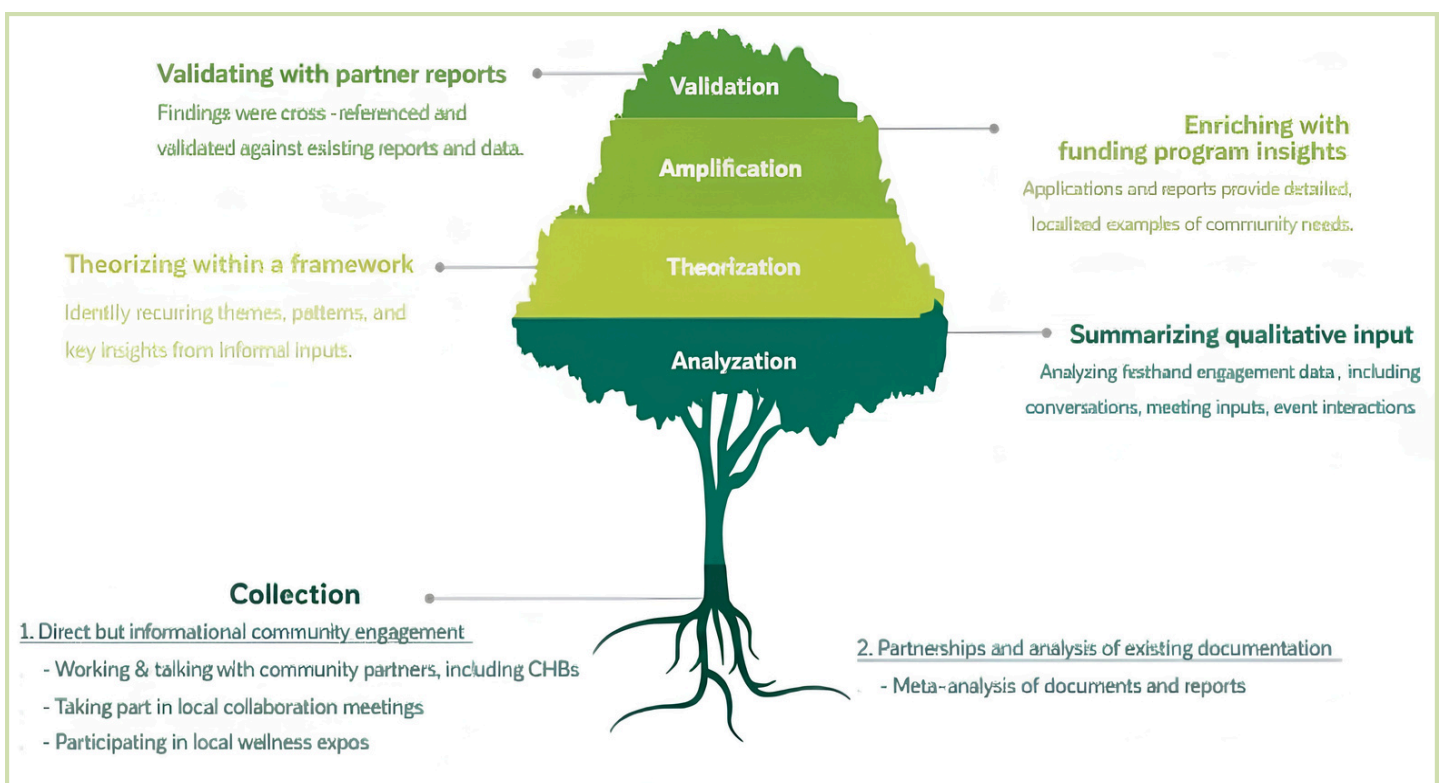 Validating with partner reports
Findings were cross-referenced and
validated against existing reports and data.
Validation
Enriching with
funding program insights
Applications and reports provide detailed,
localized examples of community needs.
Amplification
Theorizing within a framework
Identily recurring themes, patterns, and
key insights from informal inputs.
Theorization
Summarizing qualitative input
Analyzing firsthand engagement data, including
conversations, meeting inputs, event interactions
Analyzation
Collection
1. Direct but informational community engagement
- Working & talking with community partners, including CHBs
- Taking part in local collaboration meetings
- Participating in local wellness expos
2. Partnerships and analysis of existing documentation
- Meta-analysis of documents and reports